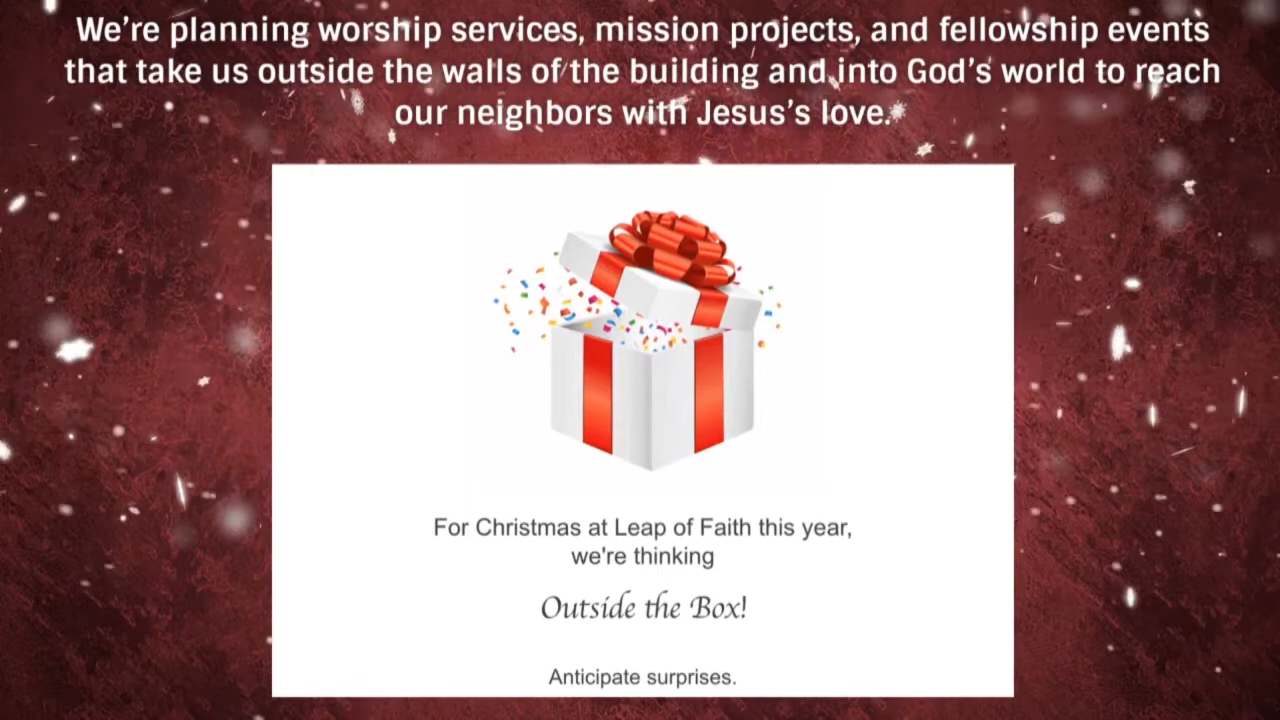 We’re planning worship services, mission projects, and fellowship events
that take us outside the walls of the building and into God’s world to reach
our neighbors with Jesus’s love.
For Christmas at Leap of Faith this year,
we're thinking
Outside the Box!
Anticipate surprises.